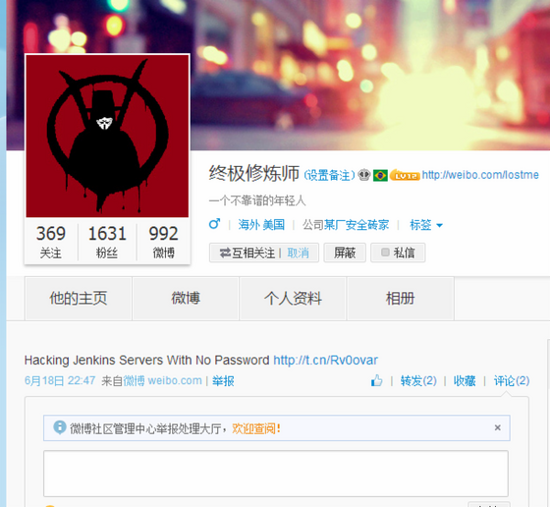 终极修炼师 (设置备注) LV12 http://weibo.com/lostme
一个不靠谱的年轻人
海外 美国 | 公司某厂安全砖家 | 标签
369 1631 992
关注 粉丝 微博
互相关注 | 取消 屏蔽 私信
他的主页 微博 个人资料 相册
Hacking Jenkins Servers With No Password http://t.cn/Rv0ovar
6月18日 22:47 来自微博 weibo.com | 举报 | 转发(2) | 收藏 | 评论(2)
微博社区管理中心举报处理大厅，欢迎查阅! ×